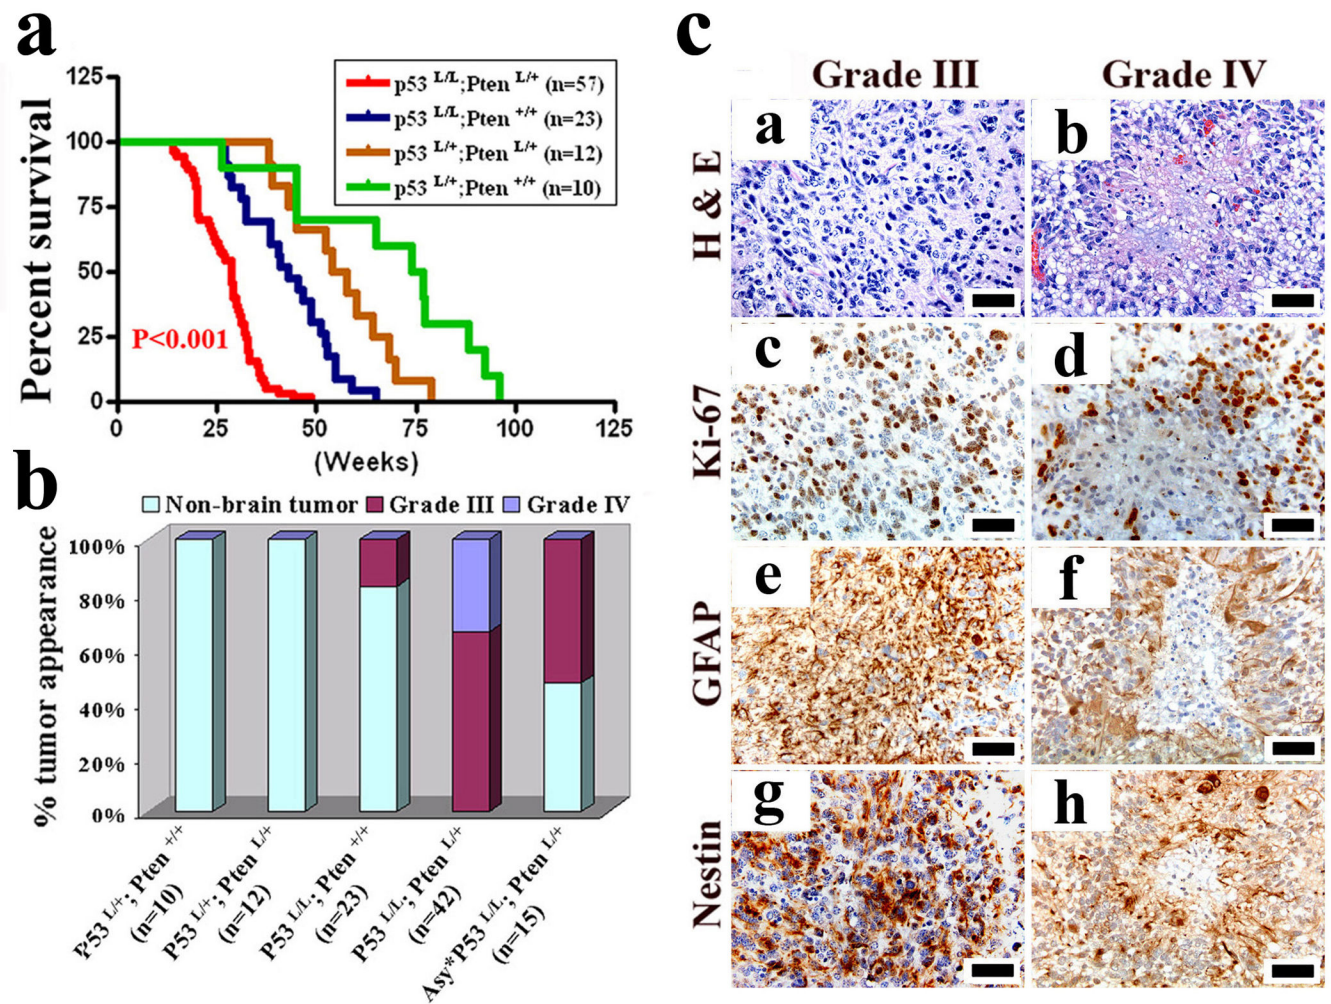 a
125
100
75
50
25
0
Percent survival
p53 L/L;Pten L/+ (n=57)
p53 L/L;Pten +/+ (n=23)
p53 L/+;Pten L/+ (n=12)
p53 L/+;Pten +/+ (n=10)
P<0.001
0 25 50 75 100 125
(Weeks)
b
Non-brain tumor Grade III Grade IV
% tumor appearance
100%
80%
60%
40%
20%
0%
P53 L/+; Pten +/+
(n=10)
P53 L/+; Pten L/+
(n=12)
P53 L/L; Pten +/+
(n=23)
P53 L/L; Pten L/+
(n=42)
Asy* P53 L/L; Pten L/+
(n=15)
c
Grade III Grade IV
H & E
a b
Ki-67
c d
GFAP
e f
Nestin
g h